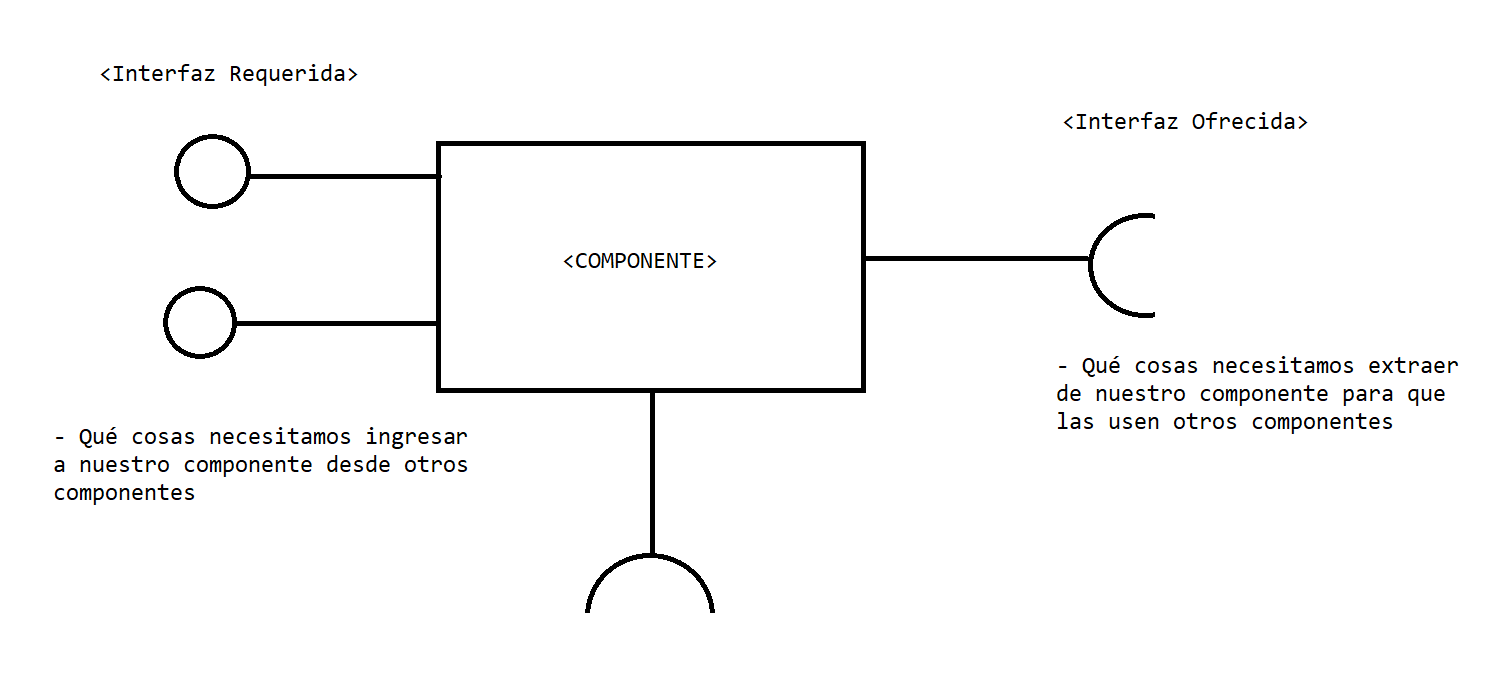 <Interfaz Requerida>
<Interfaz Ofrecida>
<COMPONENTE>
- Qué cosas necesitamos extraer
de nuestro componente para que
las usen otros componentes
- Qué cosas necesitamos ingresar
a nuestro componente desde otros
componentes